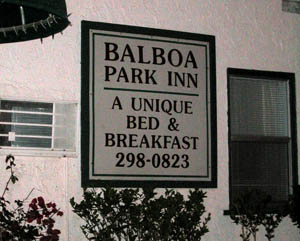 BALBOA
PARK INN
A UNIQUE
BED &
BREAKFAST
298-0823